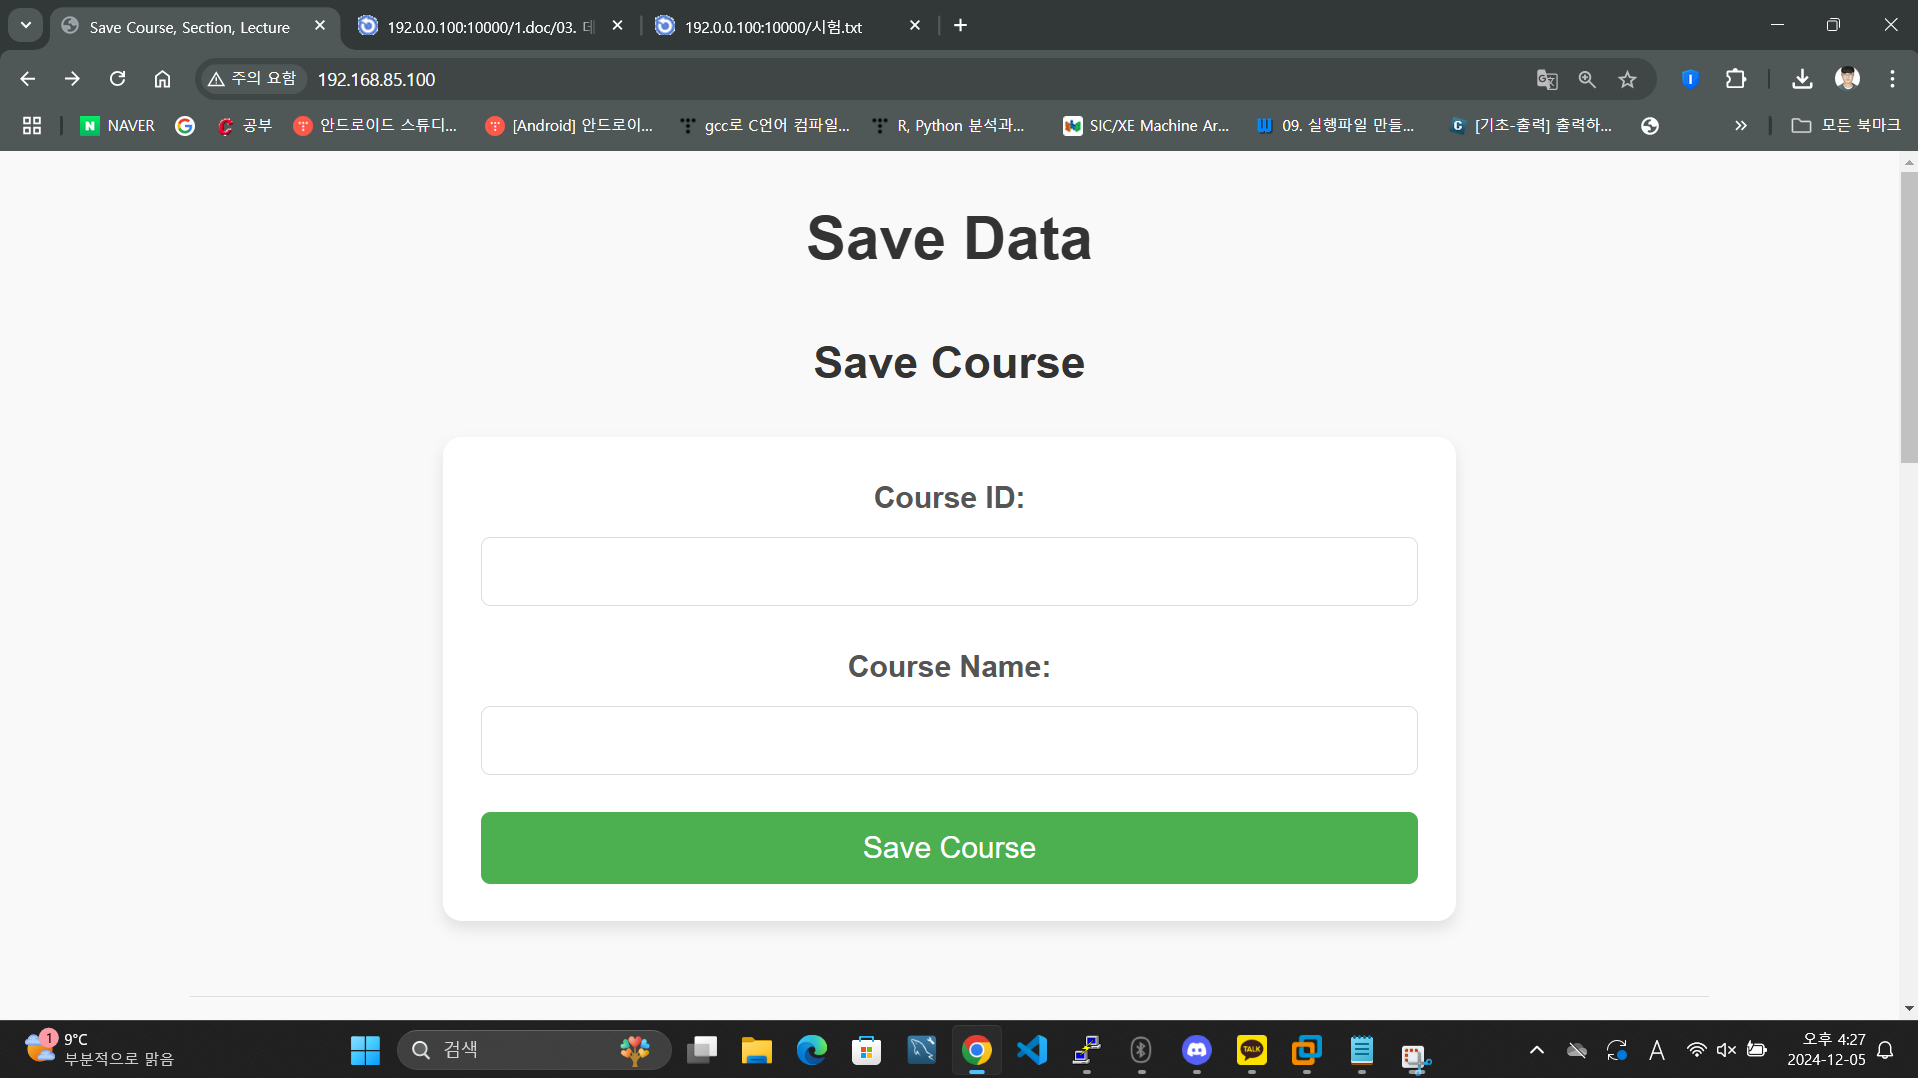 Save Course, Section, Lecture
192.0.0.100:10000/1.doc/03. 데
192.0.0.100:10000/시험.txt
주의 요함
192.168.85.100
NAVER
공부
안드로이드 스튜디...
[Android] 안드로이...
gcc로 C언어 컴파일...
R, Python 분석과...
SIC/XE Machine Ar...
09. 실행파일 만들...
[기초-출력] 출력하...
모든 북마크
Save Data
Save Course
Course ID:
Course Name:
Save Course
1
9°C
부분적으로 맑음
검색
TALK
A
오후 4:27
2024-12-05